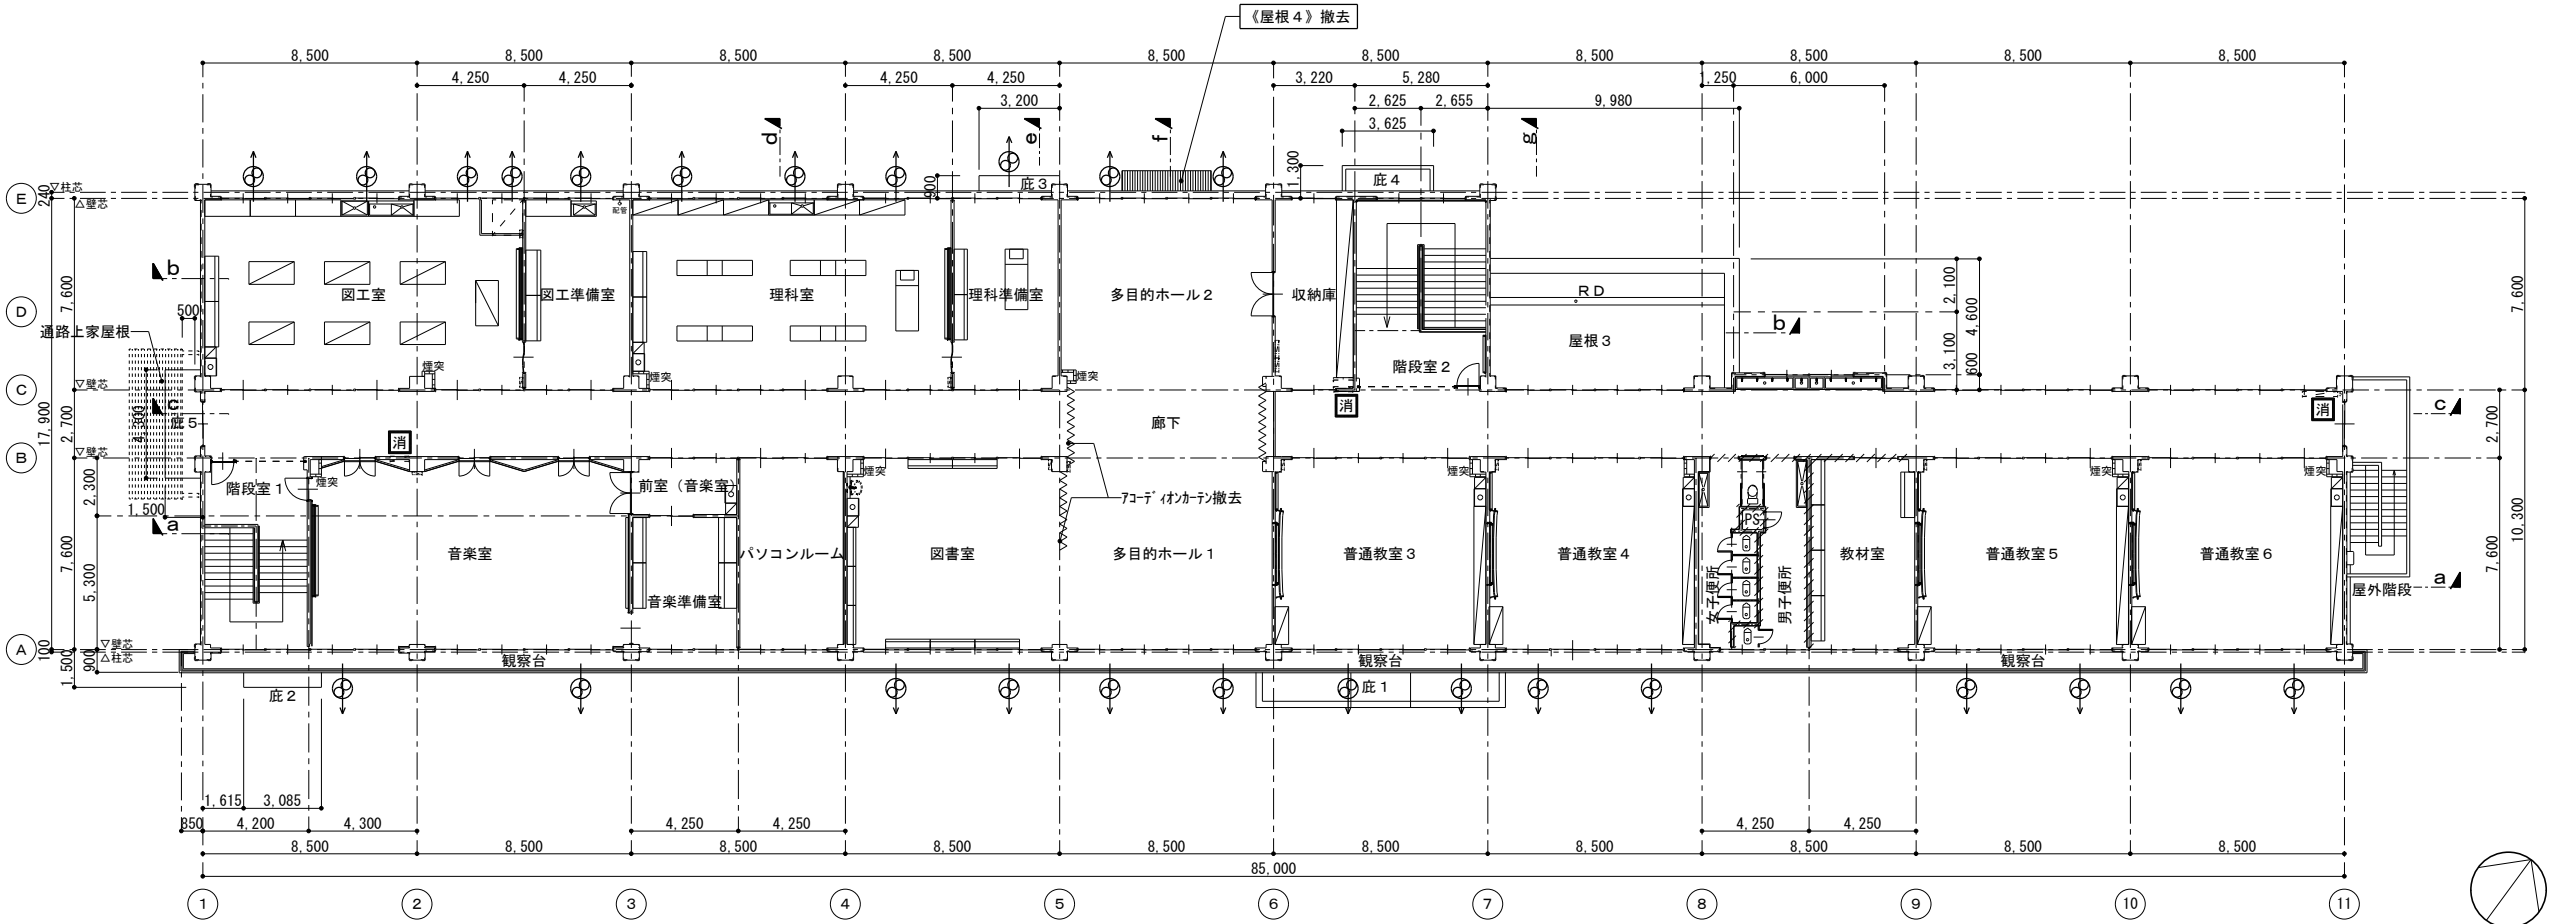 《屋根４》撤去
8,500 8,500 8,500 8,500 8,500 8,500 8,500 8,500 8,500 8,500
4,250 4,250 4,250 4,250 3,220 5,280 1,250 6,000
3,200 2,625 2,655 9,980
3,625
d e f g
900 1,300
庇３ 庇４
E 240 ▽柱芯
△壁芯
配管
b
7,600
D
図工室 図工準備室 理科室 理科準備室 多目的ホール２ 収納庫 RD
2,100 4,600 7,600
500
通路上家屋根
b
屋根３
3,100 600
階段室２
煙突 煙突 煙突
C ▽壁芯
c
4,300
庇５
17,900 2,700
消 廊下 消 消
c
2,700
B ▽壁芯
煙突 煙突 煙突 煙突 煙突
階段室１ 前室（音楽室）
2,300
1,500
アコーディオンカーテン撤去
a
PS
音楽室 パソコンルーム 図書室 多目的ホール１ 普通教室３ 普通教室４ 教材室 普通教室５ 普通教室６
7,600 5,300
女子便所 男子便所
7,600 10,300
音楽準備室
屋外階段
a
A ▽壁芯
△柱芯
100 1,500 900
観察台 観察台 観察台
庇２ 庇１
1,615 3,085
850 4,200 4,300 4,250 4,250 4,250 4,250
8,500 8,500 8,500 8,500 8,500 8,500 8,500 8,500 8,500 8,500
85,000
1 2 3 4 5 6 7 8 9 10 11